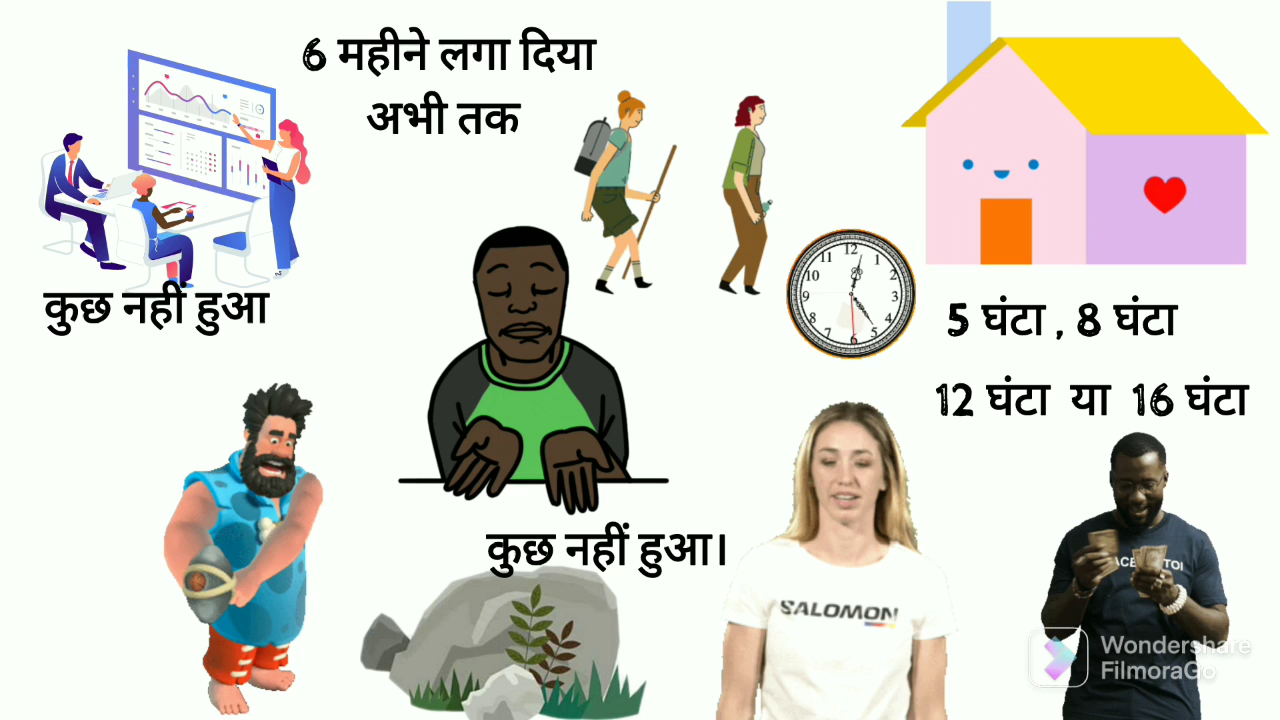 6 महीने लगा दिया
अभी तक
कुछ नहीं हुआ
5 घंटा , 8 घंटा
12 घंटा या 16 घंटा
कुछ नहीं हुआ।
SALOMON
Wondershare
FilmoraGo